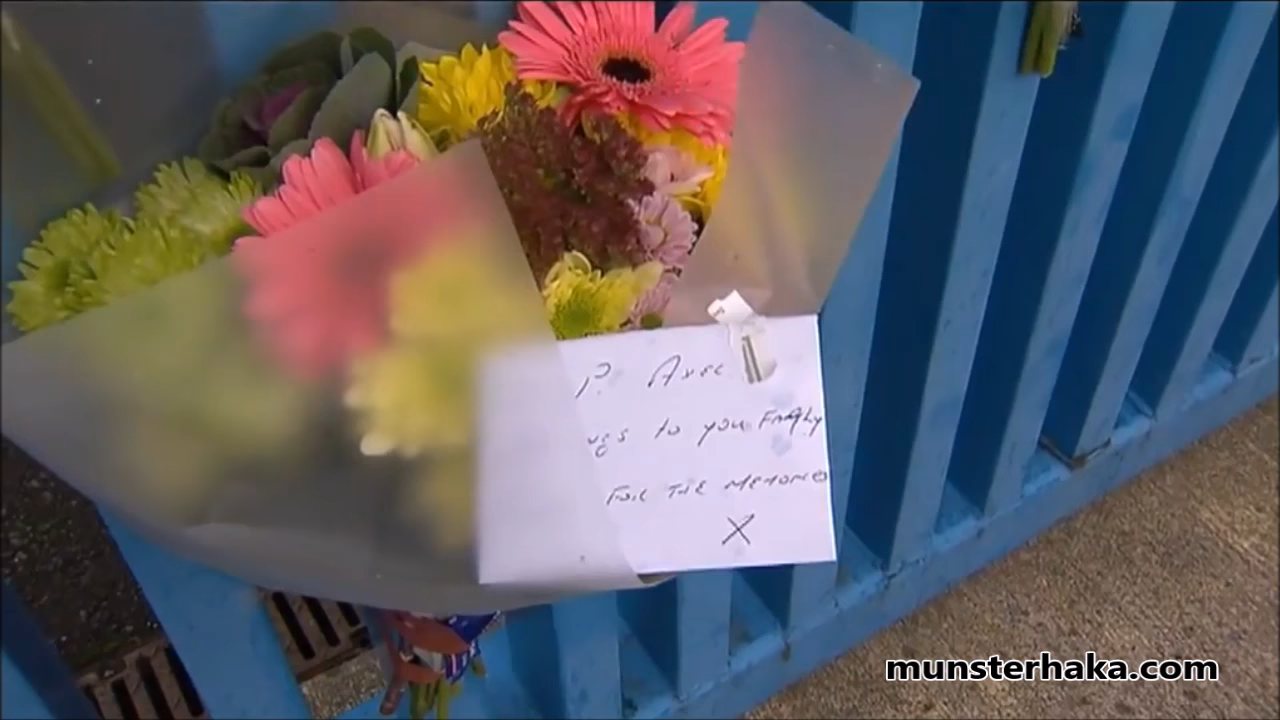 P. Axel
to you Family
For the memories
X
munsterhaka.com